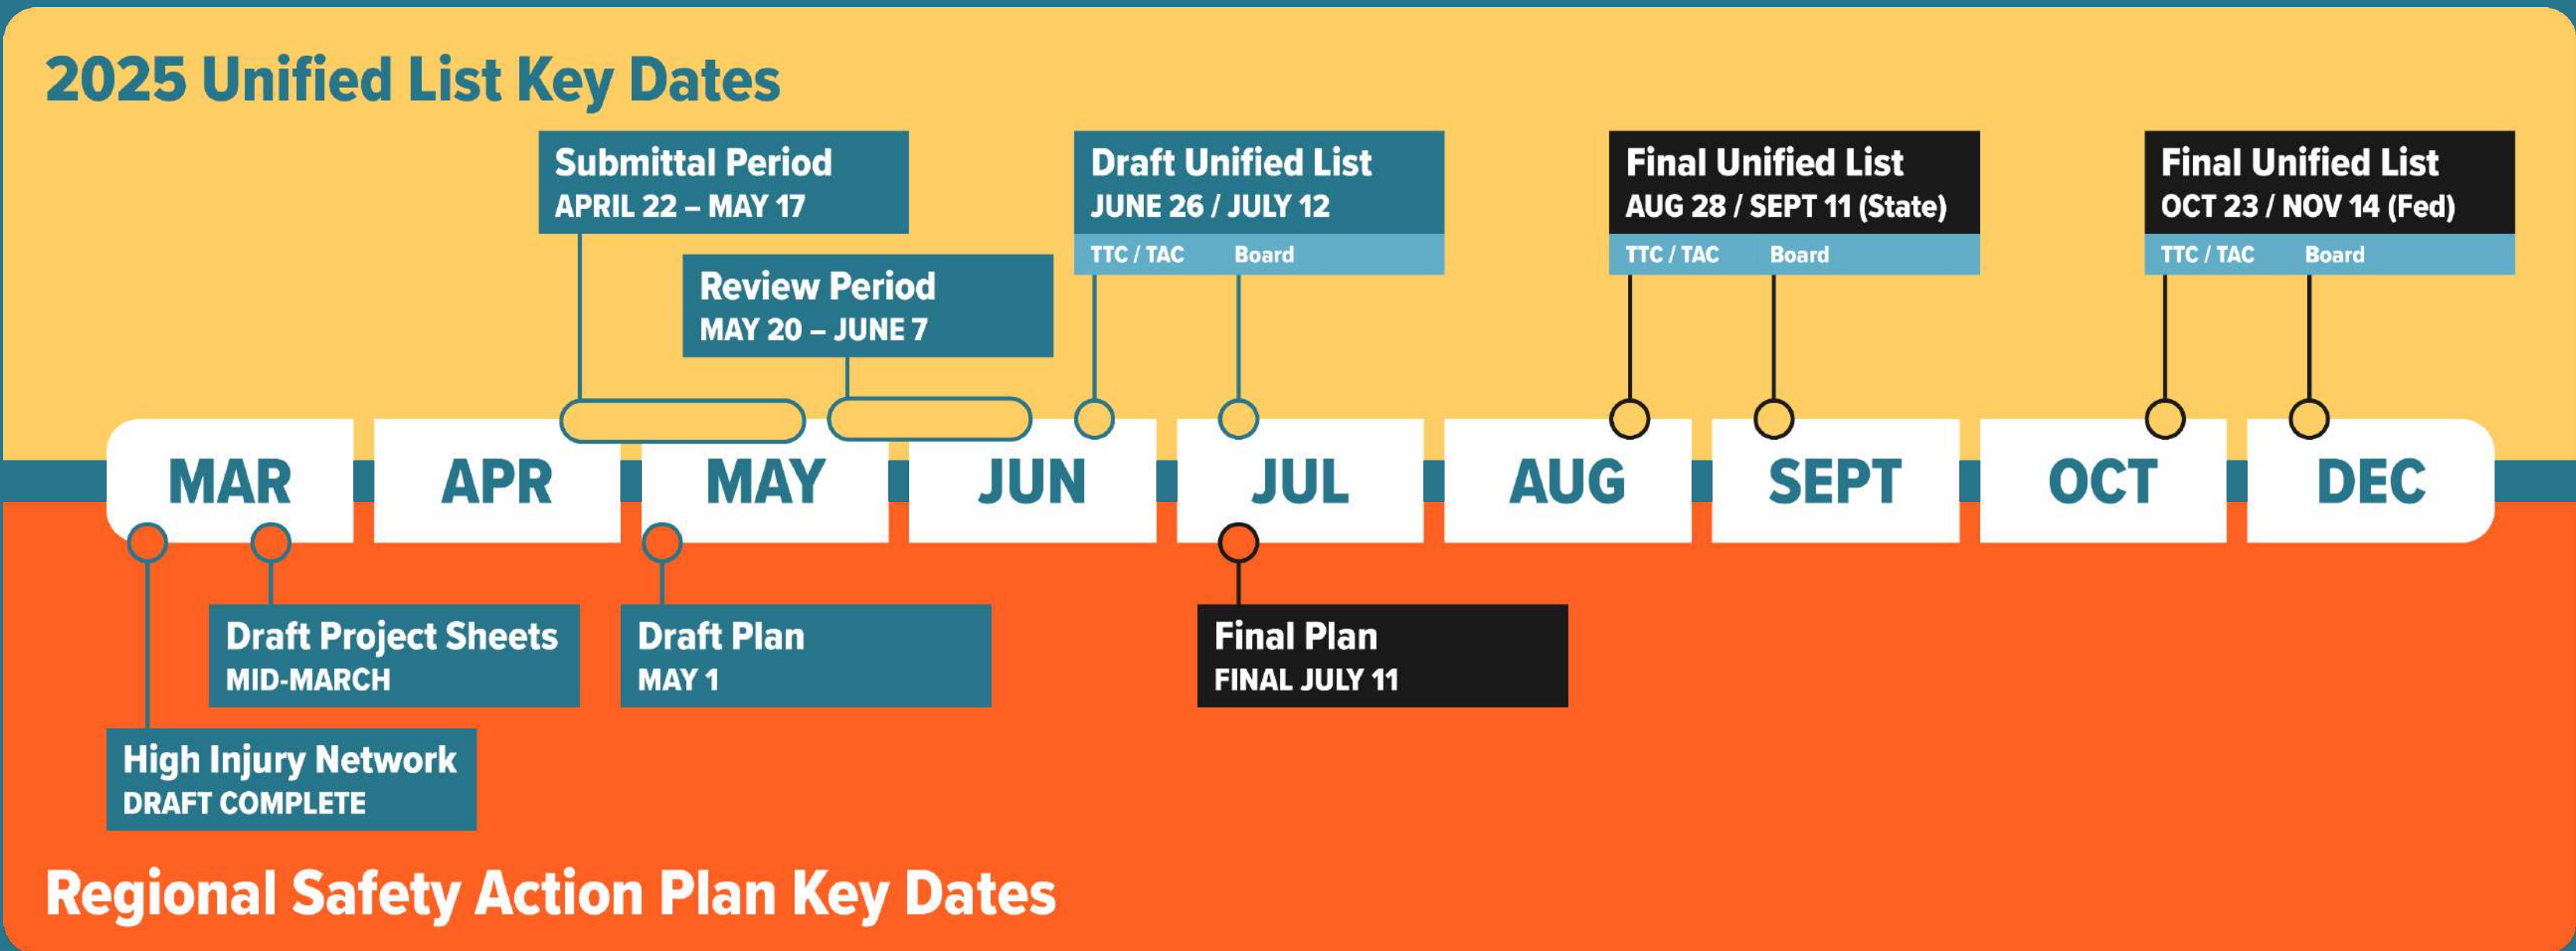 2025 Unified List Key Dates
Submittal Period
APRIL 22 – MAY 17
Review Period
MAY 20 – JUNE 7
Draft Unified List
JUNE 26 / JULY 12
TTC / TAC Board
Final Unified List
AUG 28 / SEPT 11 (State)
TTC / TAC Board
Final Unified List
OCT 23 / NOV 14 (Fed)
TTC / TAC Board
MAR APR MAY JUN JUL AUG SEPT OCT DEC
Draft Project Sheets
MID-MARCH
Draft Plan
MAY 1
Final Plan
FINAL JULY 11
High Injury Network
DRAFT COMPLETE
Regional Safety Action Plan Key Dates